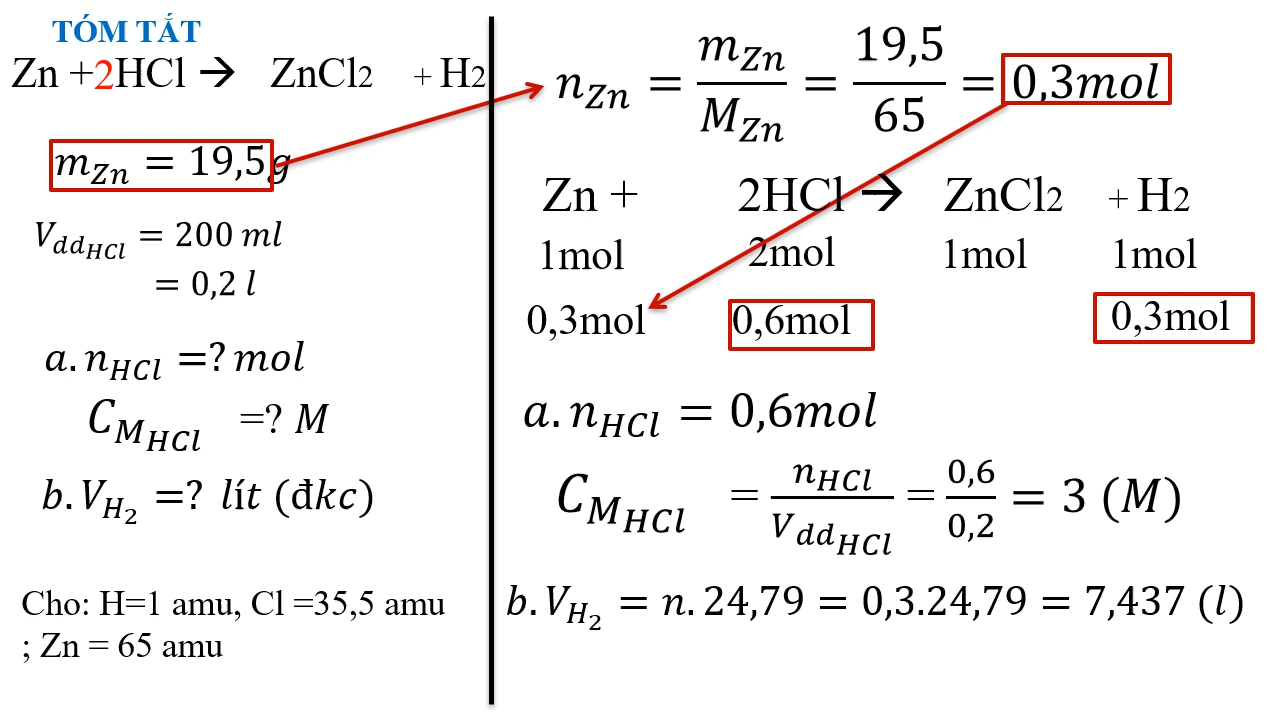 TÓM TẮT
Zn +2HCl → ZnCl2 + H2
m_Zn = 19,5g
V_dd_HCl = 200 ml
= 0,2 l
a. n_HCl =? mol
C_M_HCl =? M
b. V_H2 =? lít (đkc)
Cho: H=1 amu, Cl =35,5 amu
; Zn = 65 amu
n_Zn = m_Zn / M_Zn = 19,5 / 65 = 0,3mol
Zn + 2HCl → ZnCl2 + H2
1mol 2mol 1mol 1mol
0,3mol 0,6mol 0,3mol
a. n_HCl = 0,6mol
C_M_HCl = n_HCl / V_dd_HCl = 0,6 / 0,2 = 3 (M)
b. V_H2 = n. 24,79 = 0,3.24,79 = 7,437 (l)